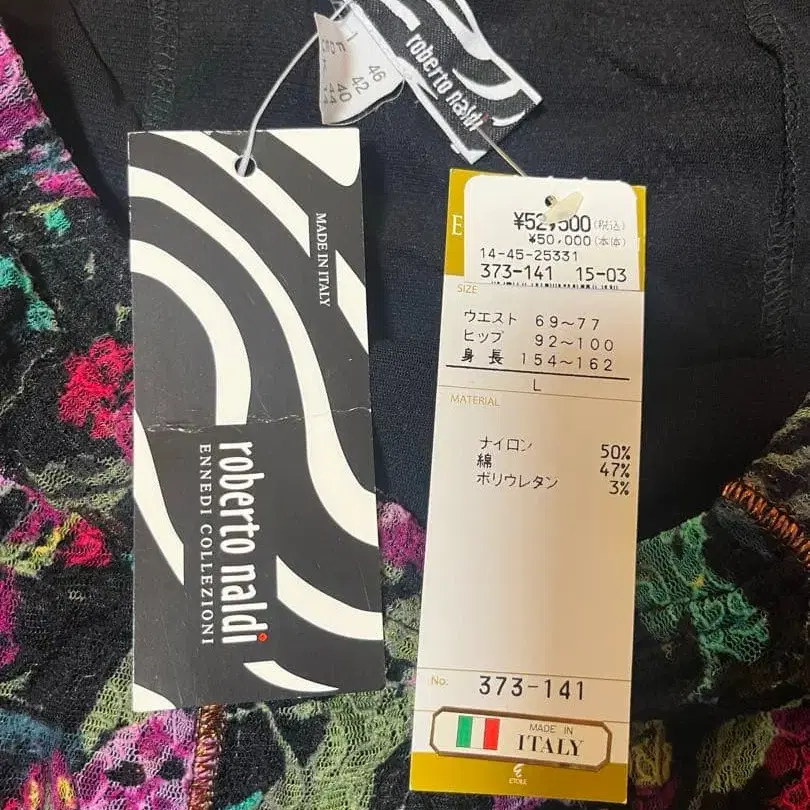 roberto naldi
46
42
40
44
MADE IN ITALY
roberto naldi
ENNEDI COLLEZIONI
¥52,500(税込)
¥50,000(本体)
14-45-25331
373-141 15-03
SIZE
ウエスト 69～77
ヒップ 92～100
身長 154～162
L
MATERIAL
ナイロン 50%
綿 47%
ポリウレタン 3%
No. 373-141
MADE IN
ITALY
ETOILE